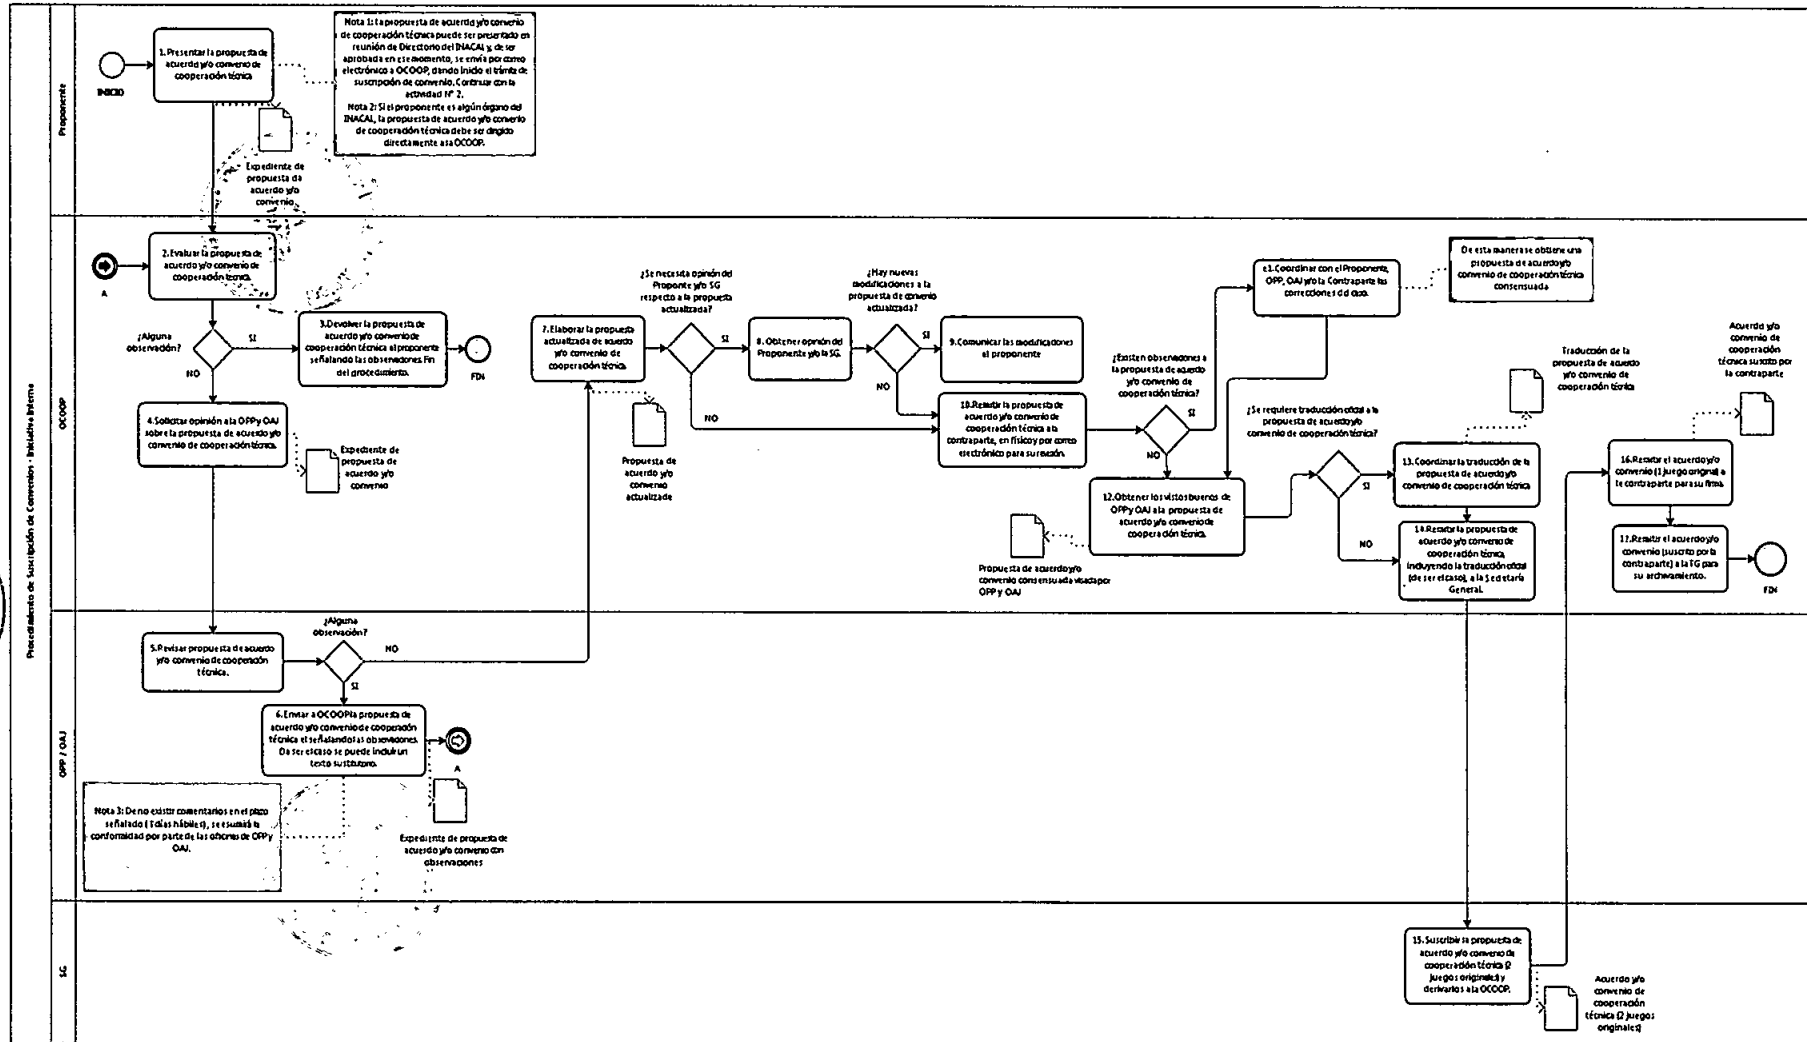 Procedimiento de Suscripción de Convenios - Iniciativa Interna
Proponente
INICIO
1. Presentar la propuesta de
acuerdo y/o convenio de
cooperación técnica
Nota 1: La propuesta de acuerdo y/o convenio
de cooperación técnica puede ser presentado en
reunión de Directorio del INACAL y, de ser
aprobada en ese momento, se envía por correo
electrónico a OCOOP, dando inicio el trámite de
suscripción de convenio. Continuar con la
actividad N° 2.
Nota 2: Si el proponente es algún órgano del
INACAL, la propuesta de acuerdo y/o convenio
de cooperación técnica debe ser dirigido
directamente a sa OCOOP.
Expediente de
propuesta da
acuerdo y/o
convenio
OCOOP
A
2. Evaluar la propuesta de
acuerdo y/o convenio de
cooperación técnica.
¿Alguna
observación?
SI
NO
3. Devolver la propuesta de
acuerdo y/o convenio de
cooperación técnica al proponente
señalando las observaciones. Fin
del procedimiento.
FIN
4. Solicitar opinión a la OPP y OAJ
sobre la propuesta de acuerdo y/o
convenio de cooperación técnica.
Expediente de
propuesta de
acuerdo y/o
convenio
7. Elaborar la propuesta
actualizada de acuerdo
y/o convenio de
cooperación técnica.
Propuesta de
acuerdo y/o
convenio
actualizada
¿Se necesita opinión del
Proponte y/o SG
respecto a la propuesta
actualizada?
SI
NO
8. Obtener opinión del
Proponente y/o la SG.
¿Hay nuevas
modificaciones a la
propuesta de convenio
actualizada?
SI
NO
9. Comunicar las modificaciones
al proponente
10. Remitir la propuesta de
acuerdo y/o convenio de
cooperación técnica a la
contraparte, en físico y por correo
electrónico para su revisión.
¿Existen observaciones a
la propuesta de acuerdo
y/o convenio de
cooperación técnica?
SI
NO
e1. Coordinar con el Proponente,
OPP, OAJ y/o la Contraparte las
correcciones del caso.
De esta manera se obtiene una
propuesta de acuerdo y/o
convenio de cooperación técnica
consensuada
12. Obtener los vistos buenos de
OPP y OAJ a la propuesta de
acuerdo y/o convenio de
cooperación técnica.
Propuesta de acuerdo y/o
convenio consensuada visada por
OPP y OAJ
¿Se requiere traducción oficial a la
propuesta de acuerdo y/o
convenio de cooperación técnica?
SI
NO
13. Coordinar la traducción de la
propuesta de acuerdo y/o
convenio de cooperación técnica
Traducción de la
propuesta de acuerdo
y/o convenio de
cooperación técnica
14. Remitir la propuesta de
acuerdo y/o convenio de
cooperación técnica,
incluyendo la traducción oficial
(de ser el caso), a la Secretaría
General.
16. Remitir el acuerdo y/o
convenio (1 juego original) a
la contraparte para su firma.
Acuerdo y/o
convenio de
cooperación
técnica suscrito por
la contraparte
17. Remitir el acuerdo y/o
convenio (suscrito por la
contraparte) a la SG para
su archivamiento.
FIN
OPP / OAJ
5. Revisar propuesta de acuerdo
y/o convenio de cooperación
técnica.
¿Alguna
observación?
NO
SI
6. Enviar a OCOOP la propuesta de
acuerdo y/o convenio de cooperación
técnica el señalando las observaciones.
Da ser el caso se puede incluir un
texto sustitutorio.
A
Nota 3: De no existir comentarios en el plazo
señalado ( días hábiles), se asumirá la
conformidad por parte de las oficinas de OPP y
OAJ.
Expediente de propuesta de
acuerdo y/o convenio con
observaciones
SG
15. Suscribir la propuesta de
acuerdo y/o convenio de
cooperación técnica (2
juegos originales) y
derivarlos a la OCOOP.
Acuerdo y/o
convenio de
cooperación
técnica (2 juegos
originales)